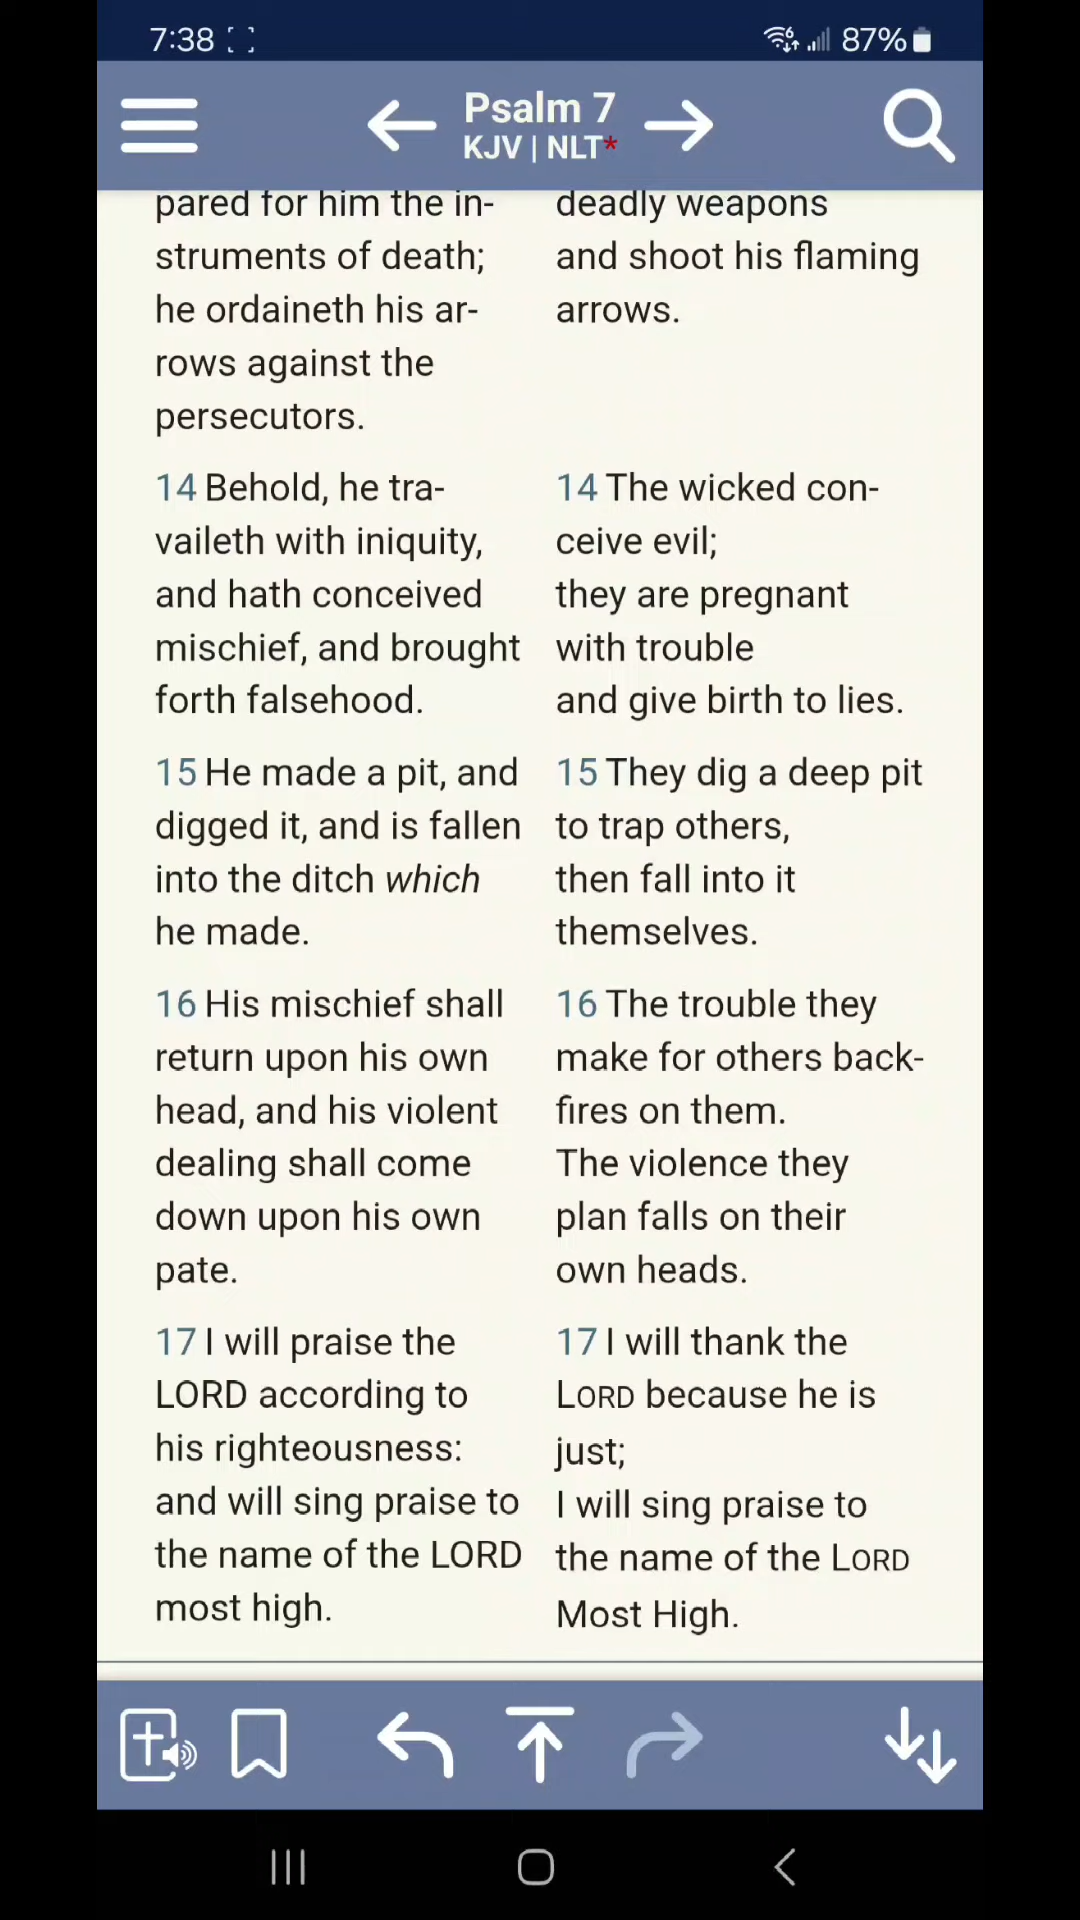 7:38
87%
Psalm 7
KJV | NLT*
pared for him the in-
struments of death;
he ordaineth his ar-
rows against the
persecutors.
14 Behold, he tra-
vaileth with iniquity,
and hath conceived
mischief, and brought
forth falsehood.
15 He made a pit, and
digged it, and is fallen
into the ditch which
he made.
16 His mischief shall
return upon his own
head, and his violent
dealing shall come
down upon his own
pate.
17 I will praise the
LORD according to
his righteousness:
and will sing praise to
the name of the LORD
most high.
deadly weapons
and shoot his flaming
arrows.
14 The wicked con-
ceive evil;
they are pregnant
with trouble
and give birth to lies.
15 They dig a deep pit
to trap others,
then fall into it
themselves.
16 The trouble they
make for others back-
fires on them.
The violence they
plan falls on their
own heads.
17 I will thank the
LORD because he is
just;
I will sing praise to
the name of the LORD
Most High.